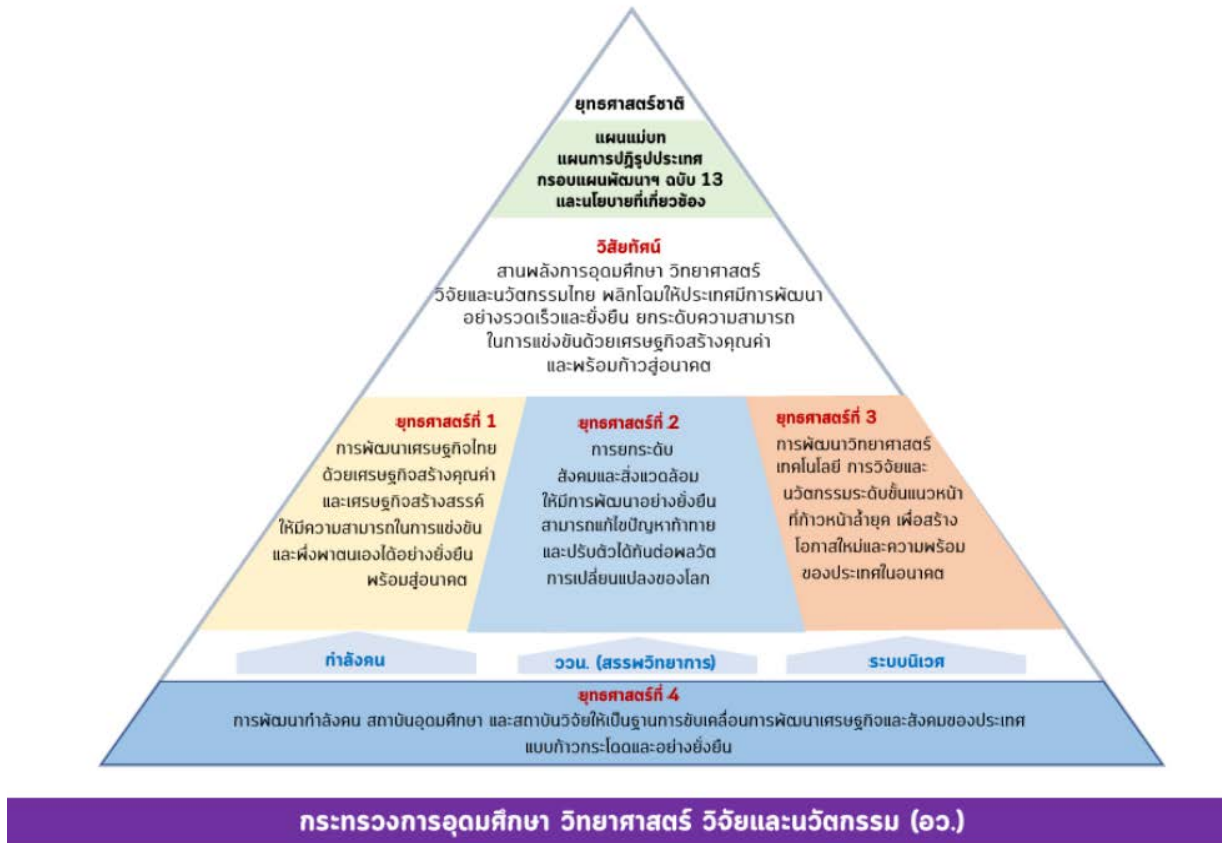 ยุทธศาสตร์ชาติ
แผนแม่บท
แผนการปฏิรูปประเทศ
กรอบแผนพัฒนาฯ ฉบับ 13
และนโยบายที่เกี่ยวข้อง
วิสัยทัศน์
สานพลังการอุดมศึกษา วิทยาศาสตร์
วิจัยและนวัตกรรมไทย พลิกโฉมให้ประเทศมีการพัฒนา
อย่างรวดเร็วและยั่งยืน ยกระดับความสามารถ
ในการแข่งขันด้วยเศรษฐกิจสร้างคุณค่า
และพร้อมก้าวสู่อนาคต
ยุทธศาสตร์ที่ 1
การพัฒนาเศรษฐกิจไทย
ด้วยเศรษฐกิจสร้างคุณค่า
และเศรษฐกิจสร้างสรรค์
ให้มีความสามารถในการแข่งขัน
และพึ่งพาตนเองได้อย่างยั่งยืน
พร้อมสู่อนาคต
ยุทธศาสตร์ที่ 2
การยกระดับ
สังคมและสิ่งแวดล้อม
ให้มีการพัฒนาอย่างยั่งยืน
สามารถแก้ไขปัญหาท้าทาย
และปรับตัวได้ทันต่อพลวัต
การเปลี่ยนแปลงของโลก
ยุทธศาสตร์ที่ 3
การพัฒนาวิทยาศาสตร์
เทคโนโลยี การวิจัยและ
นวัตกรรมระดับขั้นแนวหน้า
ที่ก้าวหน้าล้ำยุค เพื่อสร้าง
โอกาสใหม่และความพร้อม
ของประเทศในอนาคต
กำลังคน
ววน. (สรรพวิทยาการ)
ระบบนิเวศ
ยุทธศาสตร์ที่ 4
การพัฒนากำลังคน สถาบันอุดมศึกษา และสถาบันวิจัยให้เป็นฐานการขับเคลื่อนการพัฒนาเศรษฐกิจและสังคมของประเทศ
แบบก้าวกระโดดและอย่างยั่งยืน
กระทรวงการอุดมศึกษา วิทยาศาสตร์ วิจัยและนวัตกรรม (อว.)